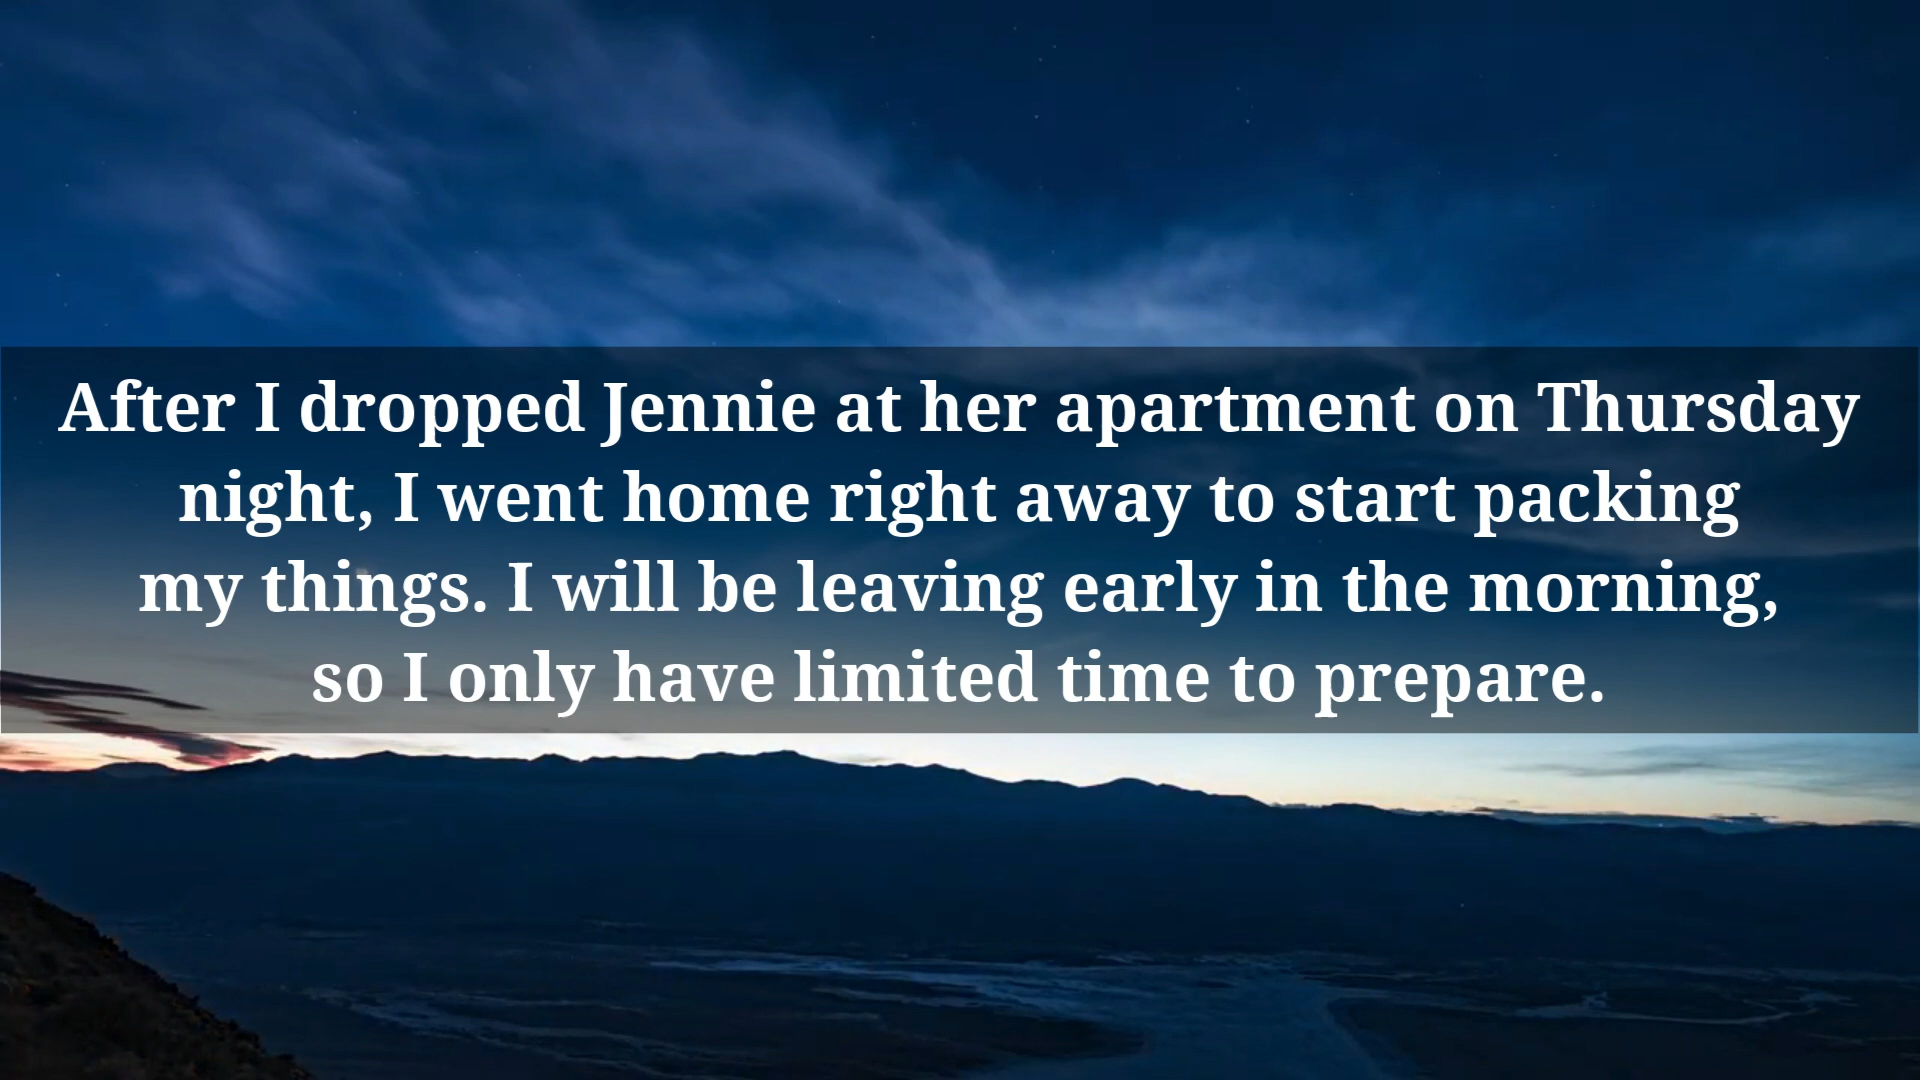 After I dropped Jennie at her apartment on Thursday
night, I went home right away to start packing
my things. I will be leaving early in the morning,
so I only have limited time to prepare.